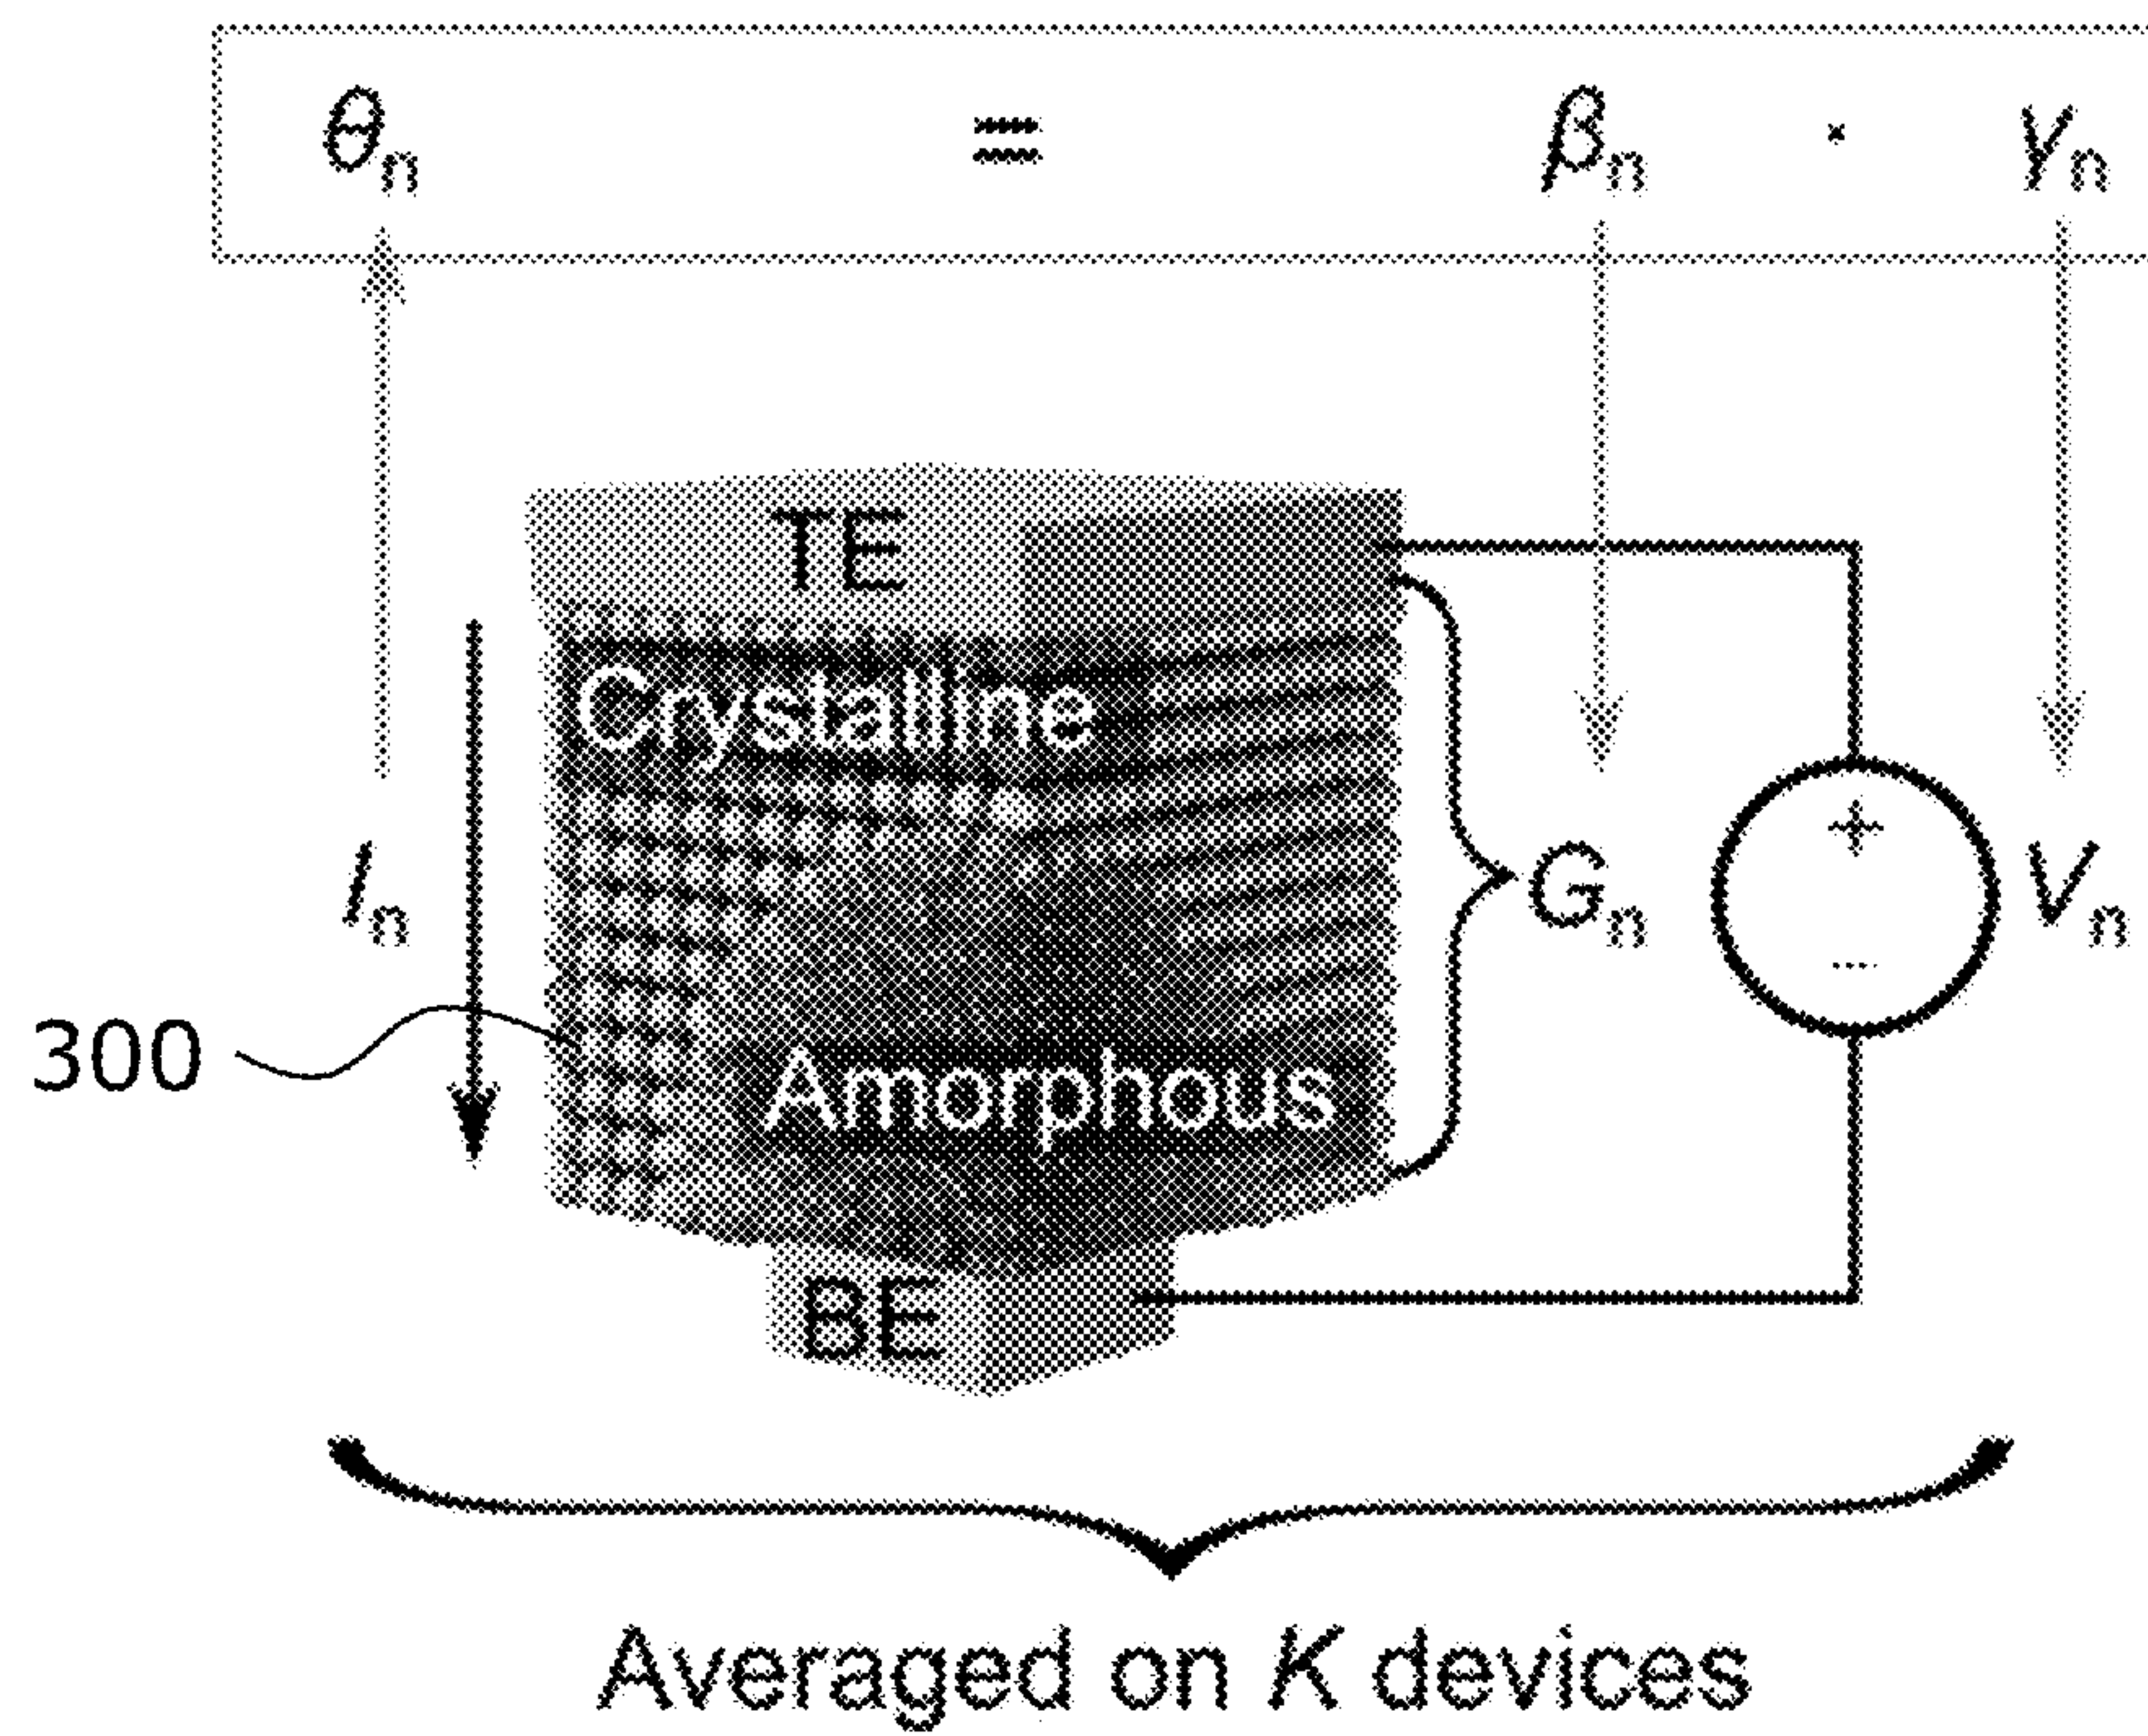 θn = βn · γn
TE
Crystalline
In
Gn
+
-
Vn
300
Amorphous
BE
Averaged on K devices